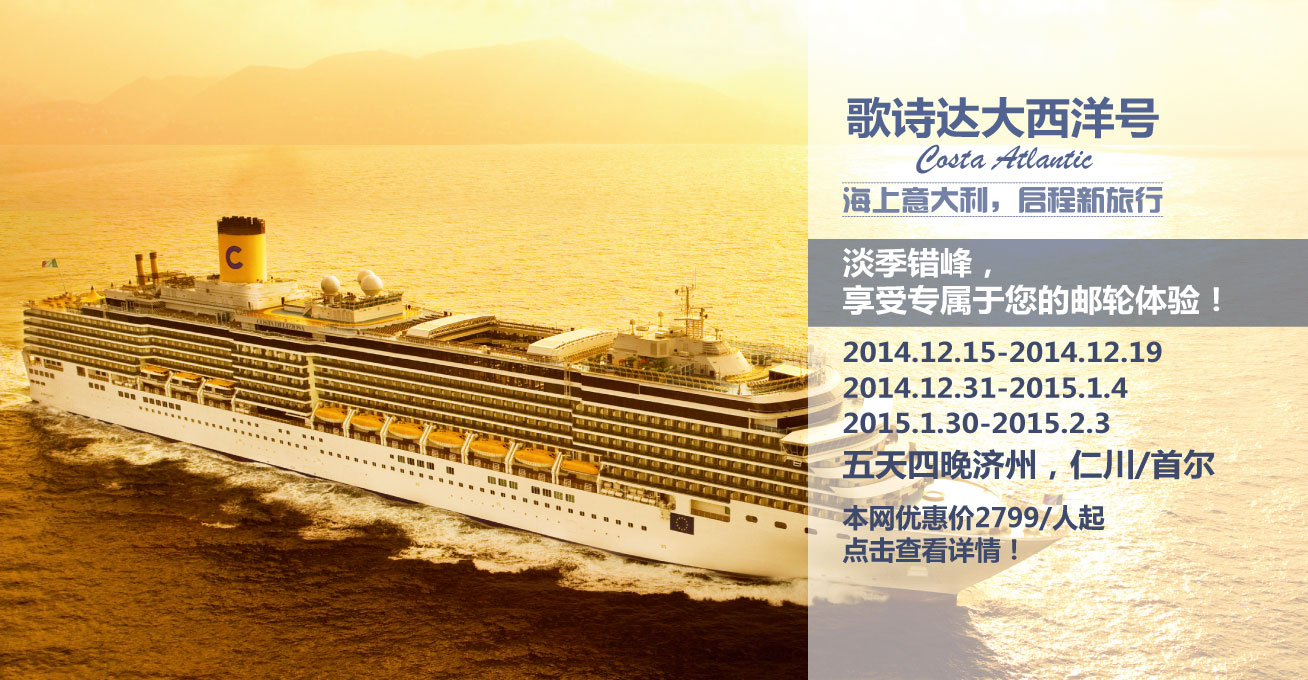 歌诗达大西洋号
Costa Atlantic
海上意大利，启程新旅行
淡季错峰，
享受专属于您的邮轮体验！
2014.12.15-2014.12.19
2014.12.31-2015.1.4
2015.1.30-2015.2.3
五天四晚济州，仁川/首尔
本网优惠价2799/人起
点击查看详情！
C